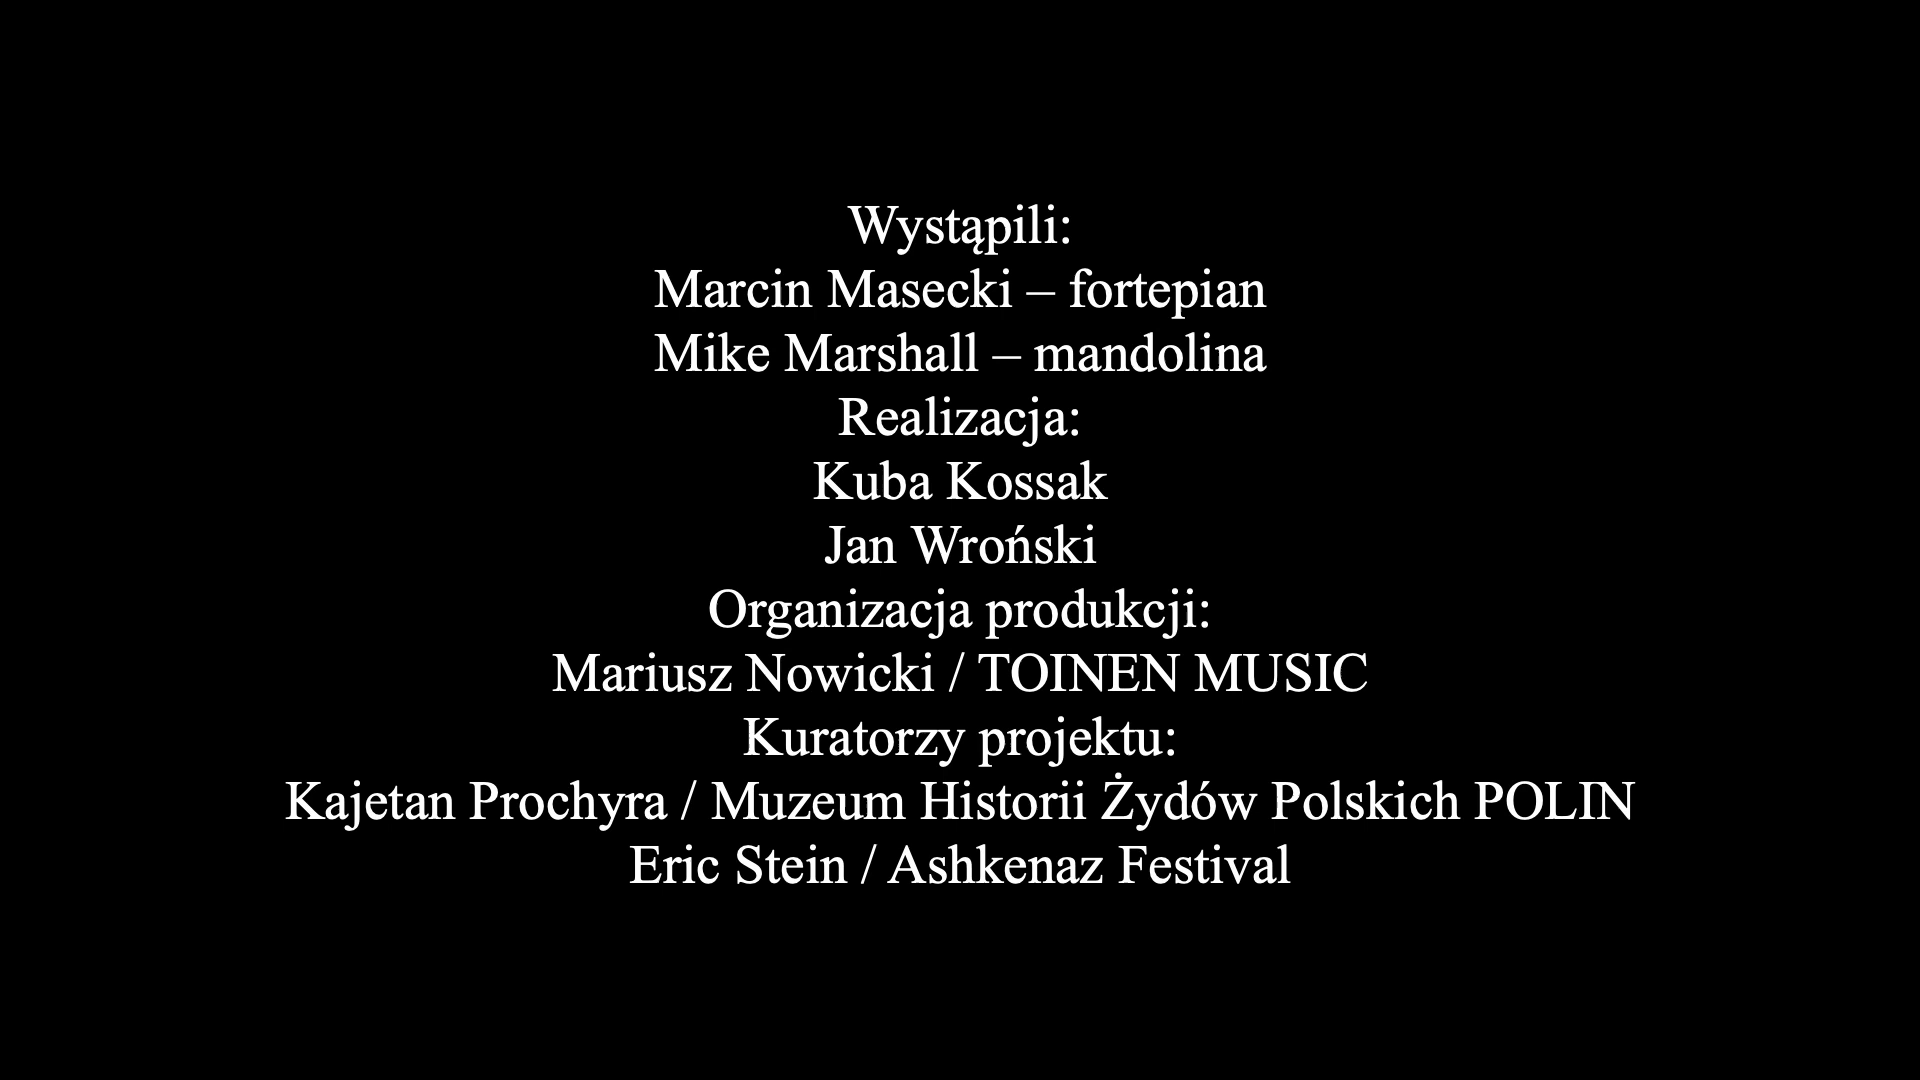 Wystąpili:
Marcin Masecki – fortepian
Mike Marshall – mandolina
Realizacja:
Kuba Kossak
Jan Wroński
Organizacja produkcji:
Mariusz Nowicki / TOINEN MUSIC
Kuratorzy projektu:
Kajetan Prochyra / Muzeum Historii Żydów Polskich POLIN
Eric Stein / Ashkenaz Festival